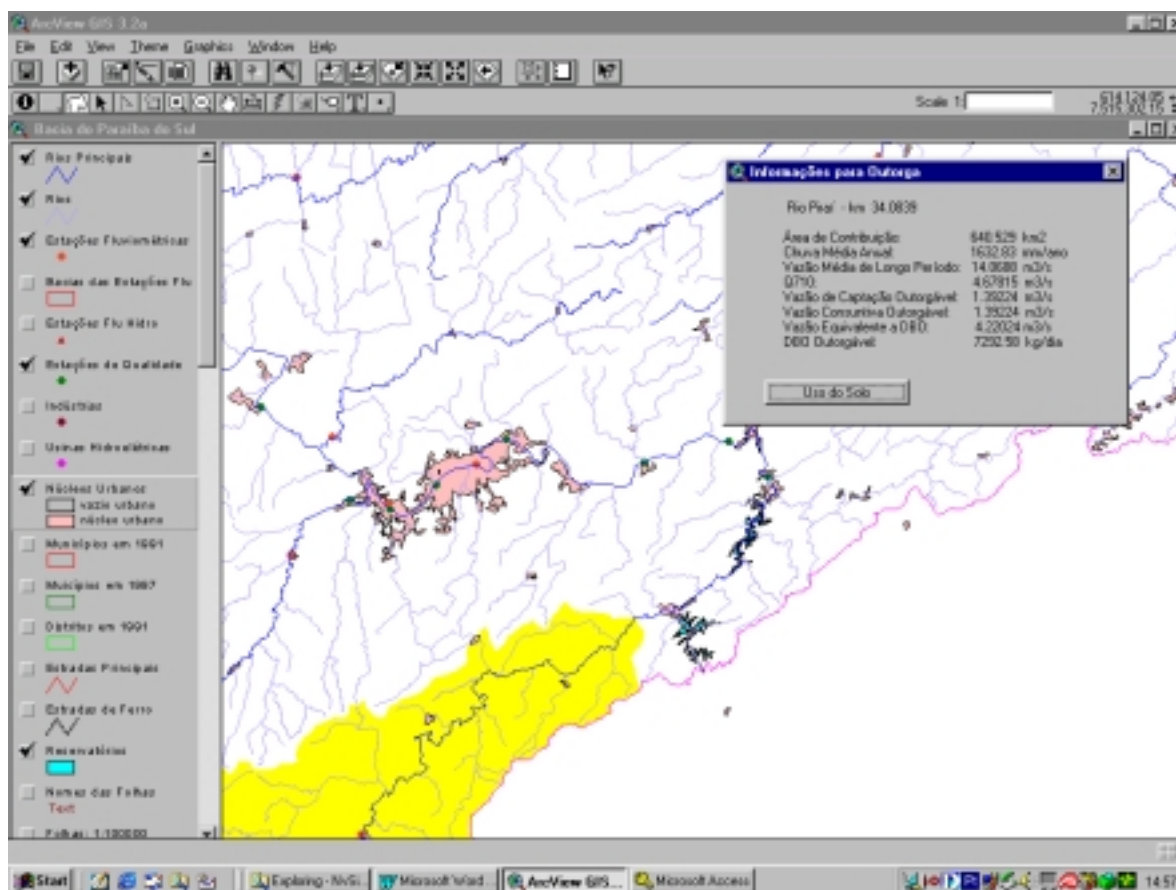 ArcView GIS 3.2a
File Edit View Theme Graphics Window Help
Scale 1:
Bacia do Paraíba do Sul
Rios Principais
Rios
Estações Fluviométricas
Bacias das Estações Flu
Estações Flu Hidro
Estações de Qualidade
Indústrias
Usinas Hidroelétricas
Núcleos Urbanos
vazio urbano
núcleo urbano
Municípios em 1991
Municípios em 1997
Distritos em 1991
Estradas Principais
Estradas de Ferro
Reservatórios
Nomes das Folhas
Text
Folhas 1:100000
Informações para Outorga
Rio Piraí - km 34.0839
Área de Contribuição: 640.529 km2
Chuva Média Anual: 1632.83 mm/ano
Vazão Média de Longo Período: 14.0688 m3/s
Q710: 4.67815 m3/s
Vazão de Captação Outorgável: 1.39224 m3/s
Vazão Consuntiva Outorgável: 1.39224 m3/s
Vazão Equivalente a DBO: 4.22024 m3/s
DBO Outorgável: 7292.58 kg/dia
Uso do Solo
Start Exploring - Microsoft Word ... ArcView GIS... Microsoft Access